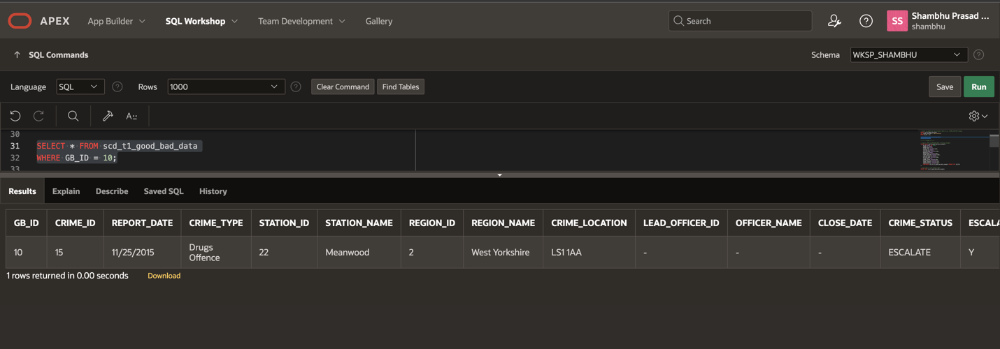 APEX App Builder SQL Workshop Team Development Gallery Search SS Shambhu Prasad ...
shambhu
SQL Commands Schema WKSP_SHAMBHU
Language SQL Rows 1000 Clear Command Find Tables Save Run
30
31 SELECT * FROM scd_t1_good_bad_data
32 WHERE GB_ID = 10;
33
Results Explain Describe Saved SQL History
GB_ID CRIME_ID REPORT_DATE CRIME_TYPE STATION_ID STATION_NAME REGION_ID REGION_NAME CRIME_LOCATION LEAD_OFFICER_ID OFFICER_NAME CLOSE_DATE CRIME_STATUS ESCALA
10 15 11/25/2015 Drugs Offence 22 Meanwood 2 West Yorkshire LS1 1AA - - - ESCALATE Y
1 rows returned in 0.00 seconds Download